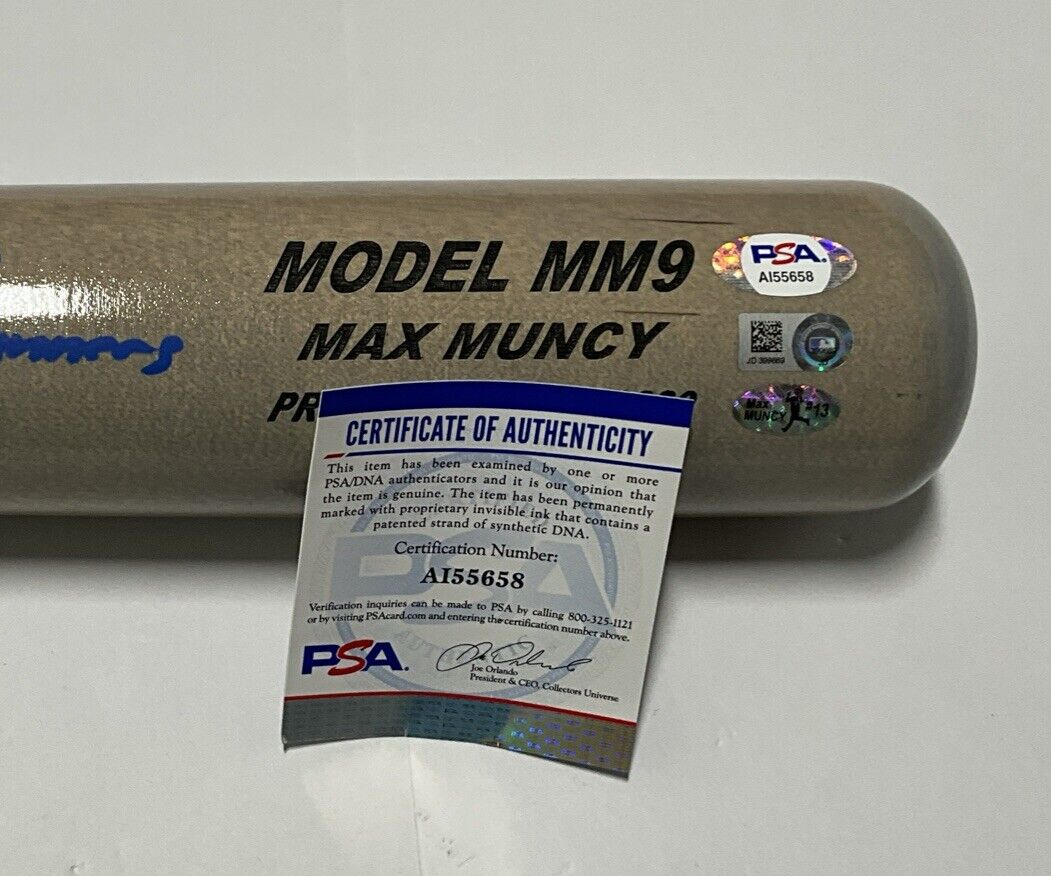 MODEL MM9
MAX MUNCY
PR
PSA.
AI55658
JD 399669
Max
MUNCY #13
CERTIFICATE OF AUTHENTICITY
This item has been examined by one or more
PSA/DNA authenticators and it is our opinion that
the item is genuine. The item has been permanently
marked with proprietary invisible ink that contains a
patented strand of synthetic DNA.
Certification Number:
AI55658
Verification inquiries can be made to PSA by calling 800-325-1121
or by visiting PSAcard.com and entering the certification number above.
PSA.
Joe Orlando
President & CEO, Collectors Universe